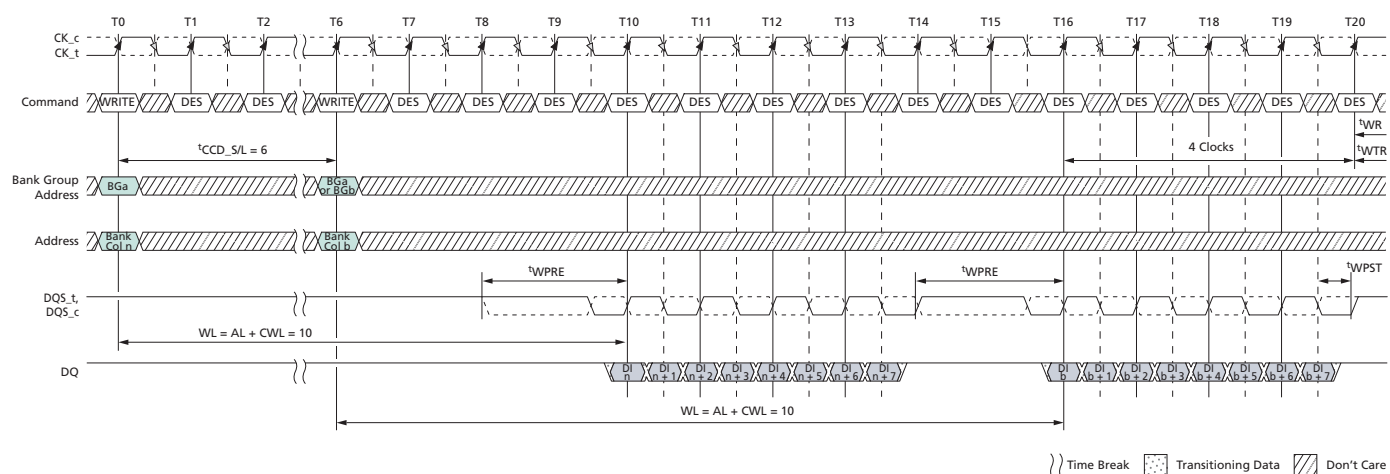 T0 T1 T2 T6 T7 T8 T9 T10 T11 T12 T13 T14 T15 T16 T17 T18 T19 T20
CK_c
CK_t
Command WRITE DES DES WRITE DES DES DES DES DES DES DES DES DES DES DES DES DES DES
tWR
tCCD_S/L = 6
4 Clocks
tWTR
Bank Group
Address
BGa
BGa
or BGb
Address
Bank
Col n
Bank
Col b
tWPRE tWPRE tWPST
DQS_t,
DQS_c
WL = AL + CWL = 10
DQ
DI
n
DI
n + 1
DI
n + 2
DI
n + 3
DI
n + 4
DI
n + 5
DI
n + 6
DI
n + 7
DI
b
DI
b + 1
DI
b + 2
DI
b + 3
DI
b + 4
DI
b + 5
DI
b + 6
DI
b + 7
WL = AL + CWL = 10
Time Break Transitioning Data Don't Care